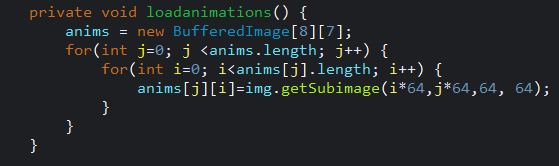 private void loadanimations() {
anims = new BufferedImage[8][7];
for(int j=0; j <anims.length; j++) {
for(int i=0; i<anims[j].length; i++) {
anims[j][i]=img.getSubimage(i*64,j*64,64, 64);
}
}
}